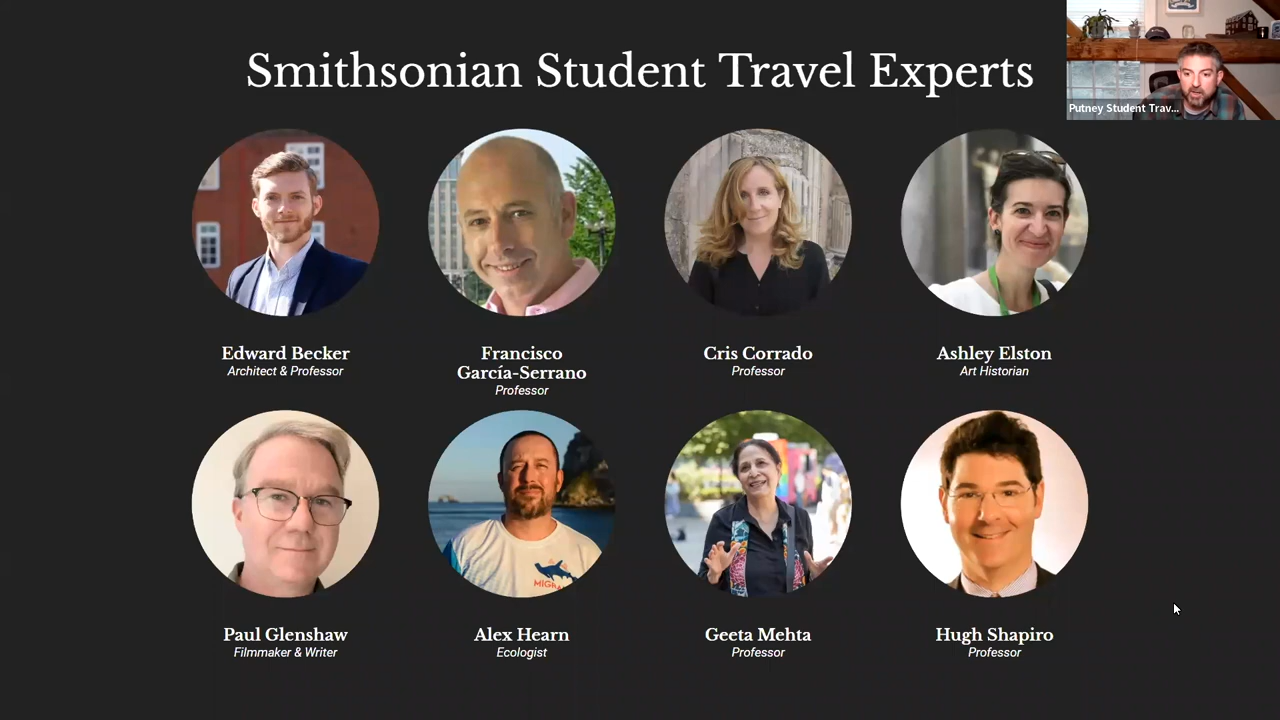 Smithsonian Student Travel Experts
Putney Student Trav...
Edward Becker
Architect & Professor
Francisco
García-Serrano
Professor
Cris Corrado
Professor
Ashley Elston
Art Historian
Paul Glenshaw
Filmmaker & Writer
Alex Hearn
Ecologist
Geeta Mehta
Professor
Hugh Shapiro
Professor